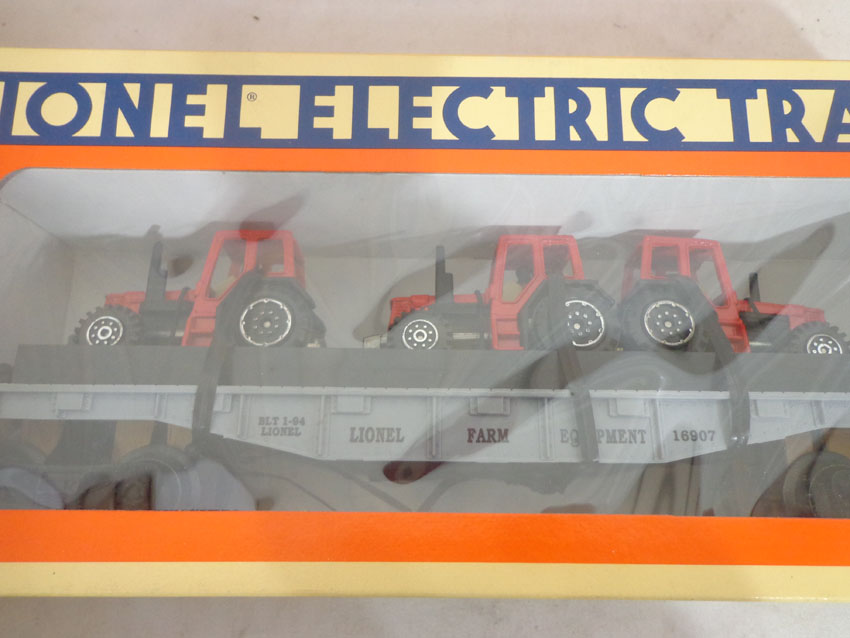 IONEL® ELECTRIC TRA
BLT 1-94
LIONEL
LIONEL FARM EQUIPMENT 16907